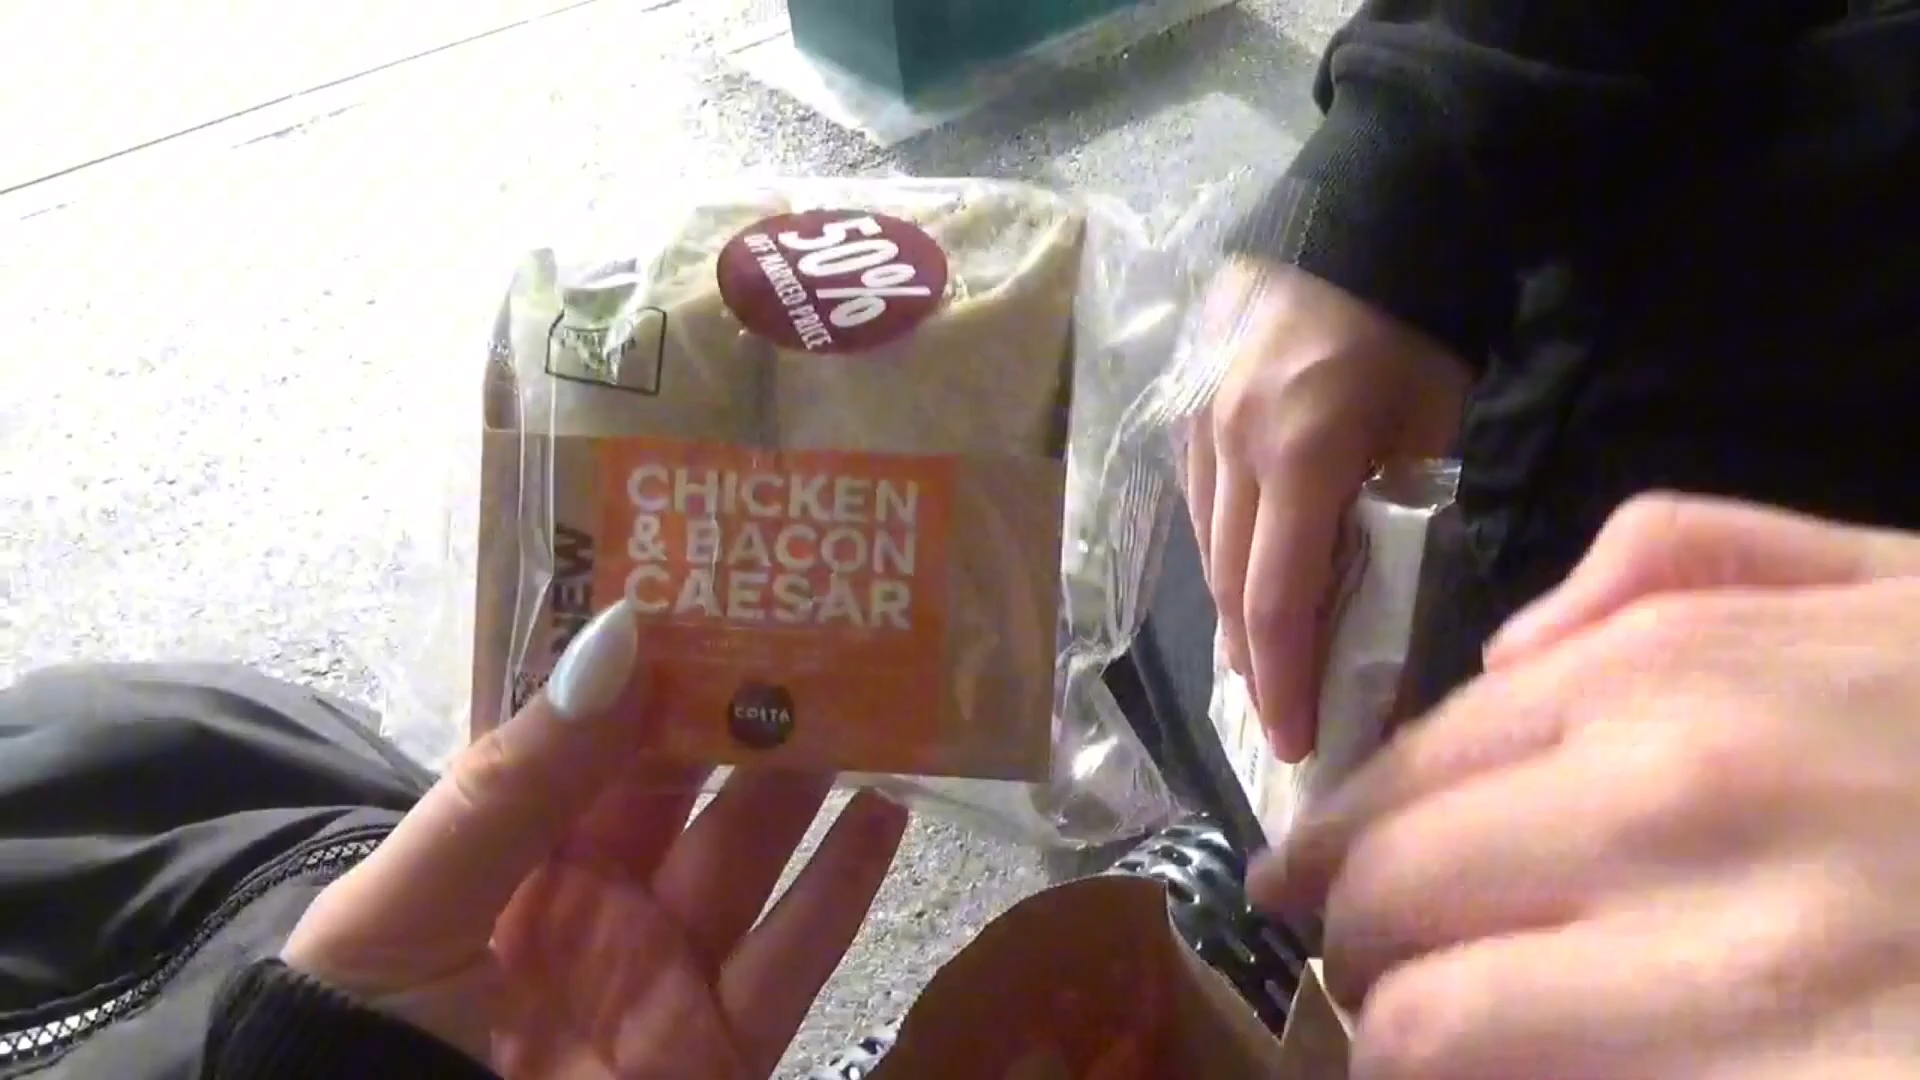 50%
OFF MARKED PRICE
CHICKEN
& BACON
CAESAR
NEW
COSTA